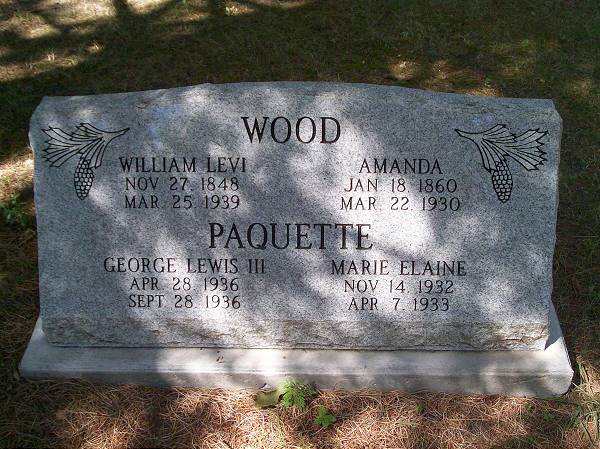 WOOD
WILLIAM LEVI AMANDA
NOV 27 1848 JAN 18 1860
MAR. 25 1939 MAR. 22 1930
PAQUETTE
GEORGE LEWIS III MARIE ELAINE
APR. 28 1936 NOV 14 1932
SEPT. 28 1936 APR. 7 1933